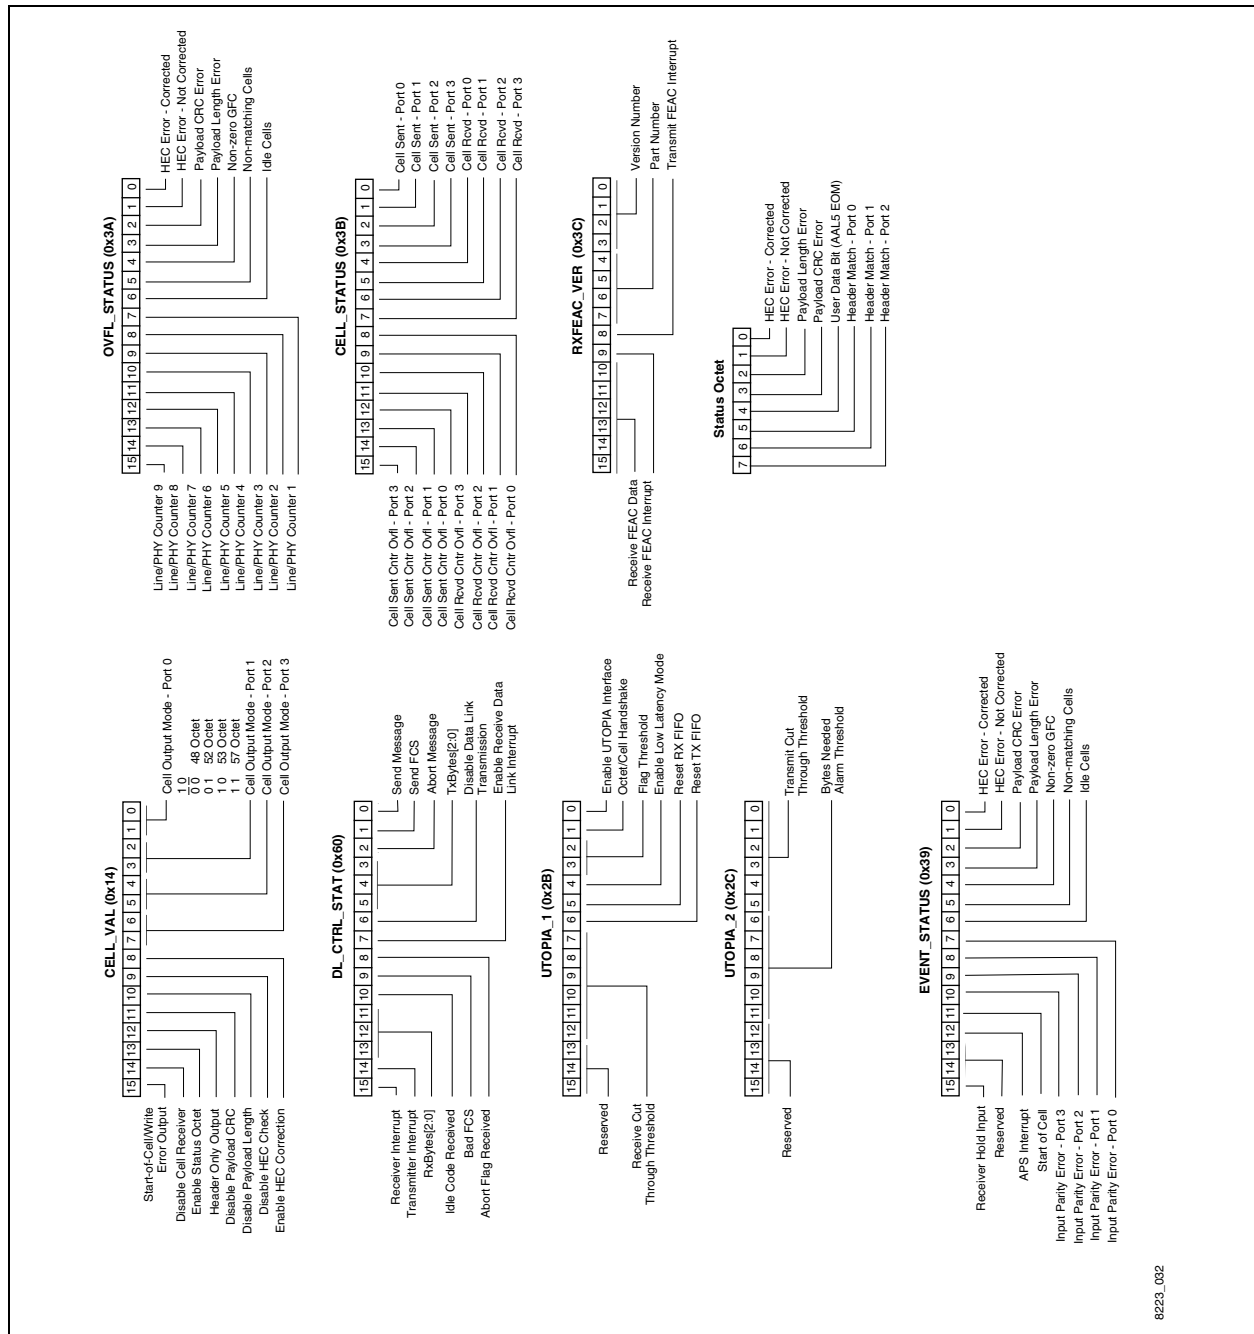 CELL_VAL (0x14)
15 14 13 12 11 10 9 8 7 6 5 4 3 2 1 0
Start-of-Cell/Write
Error Output
Disable Cell Receiver
Enable Status Octet
Header Only Output
Disable Payload CRC
Disable Payload Length
Disable HEC Check
Enable HEC Correction
Cell Output Mode - Port 0
1 0
0 0 48 Octet
0 1 52 Octet
1 0 53 Octet
1 1 57 Octet
Cell Output Mode - Port 1
Cell Output Mode - Port 2
Cell Output Mode - Port 3
DL_CTRL_STAT (0x60)
15 14 13 12 11 10 9 8 7 6 5 4 3 2 1 0
Receiver Interrupt
Transmitter Interrupt
RxBytes[2:0]
Idle Code Received
Bad FCS
Abort Flag Received
Send Message
Send FCS
Abort Message
TxBytes[2:0]
Disable Data Link
Transmission
Enable Receive Data
Link Interrupt
UTOPIA_1 (0x2B)
15 14 13 12 11 10 9 8 7 6 5 4 3 2 1 0
Reserved
Receive Cut
Through Threshold
Enable UTOPIA Interface
Octet/Cell Handshake
Flag Threshold
Enable Low Latency Mode
Reset RX FIFO
Reset TX FIFO
UTOPIA_2 (0x2C)
15 14 13 12 11 10 9 8 7 6 5 4 3 2 1 0
Reserved
Transmit Cut
Through Threshold
Bytes Needed
Alarm Threshold
EVENT_STATUS (0x39)
15 14 13 12 11 10 9 8 7 6 5 4 3 2 1 0
Receiver Hold Input
Reserved
APS Interrupt
Start of Cell
Input Parity Error - Port 3
Input Parity Error - Port 2
Input Parity Error - Port 1
Input Parity Error - Port 0
HEC Error - Corrected
HEC Error - Not Corrected
Payload CRC Error
Payload Length Error
Non-zero GFC
Non-matching Cells
Idle Cells
OVFL_STATUS (0x3A)
15 14 13 12 11 10 9 8 7 6 5 4 3 2 1 0
Line/PHY Counter 9
Line/PHY Counter 8
Line/PHY Counter 7
Line/PHY Counter 6
Line/PHY Counter 5
Line/PHY Counter 4
Line/PHY Counter 3
Line/PHY Counter 2
Line/PHY Counter 1
HEC Error - Corrected
HEC Error - Not Corrected
Payload CRC Error
Payload Length Error
Non-zero GFC
Non-matching Cells
Idle Cells
CELL_STATUS (0x3B)
15 14 13 12 11 10 9 8 7 6 5 4 3 2 1 0
Cell Sent Cntr Ovfl - Port 3
Cell Sent Cntr Ovfl - Port 2
Cell Sent Cntr Ovfl - Port 1
Cell Sent Cntr Ovfl - Port 0
Cell Rcvd Cntr Ovfl - Port 3
Cell Rcvd Cntr Ovfl - Port 2
Cell Rcvd Cntr Ovfl - Port 1
Cell Rcvd Cntr Ovfl - Port 0
Cell Sent - Port 0
Cell Sent - Port 1
Cell Sent - Port 2
Cell Sent - Port 3
Cell Rcvd - Port 0
Cell Rcvd - Port 1
Cell Rcvd - Port 2
Cell Rcvd - Port 3
RXFEAC_VER (0x3C)
15 14 13 12 11 10 9 8 7 6 5 4 3 2 1 0
Receive FEAC Data
Receive FEAC Interrupt
Version Number
Part Number
Transmit FEAC Interrupt
Status Octet
7 6 5 4 3 2 1 0
HEC Error - Corrected
HEC Error - Not Corrected
Payload Length Error
Payload CRC Error
User Data Bit (AAL5 EOM)
Header Match - Port 0
Header Match - Port 1
Header Match - Port 2
8223_032